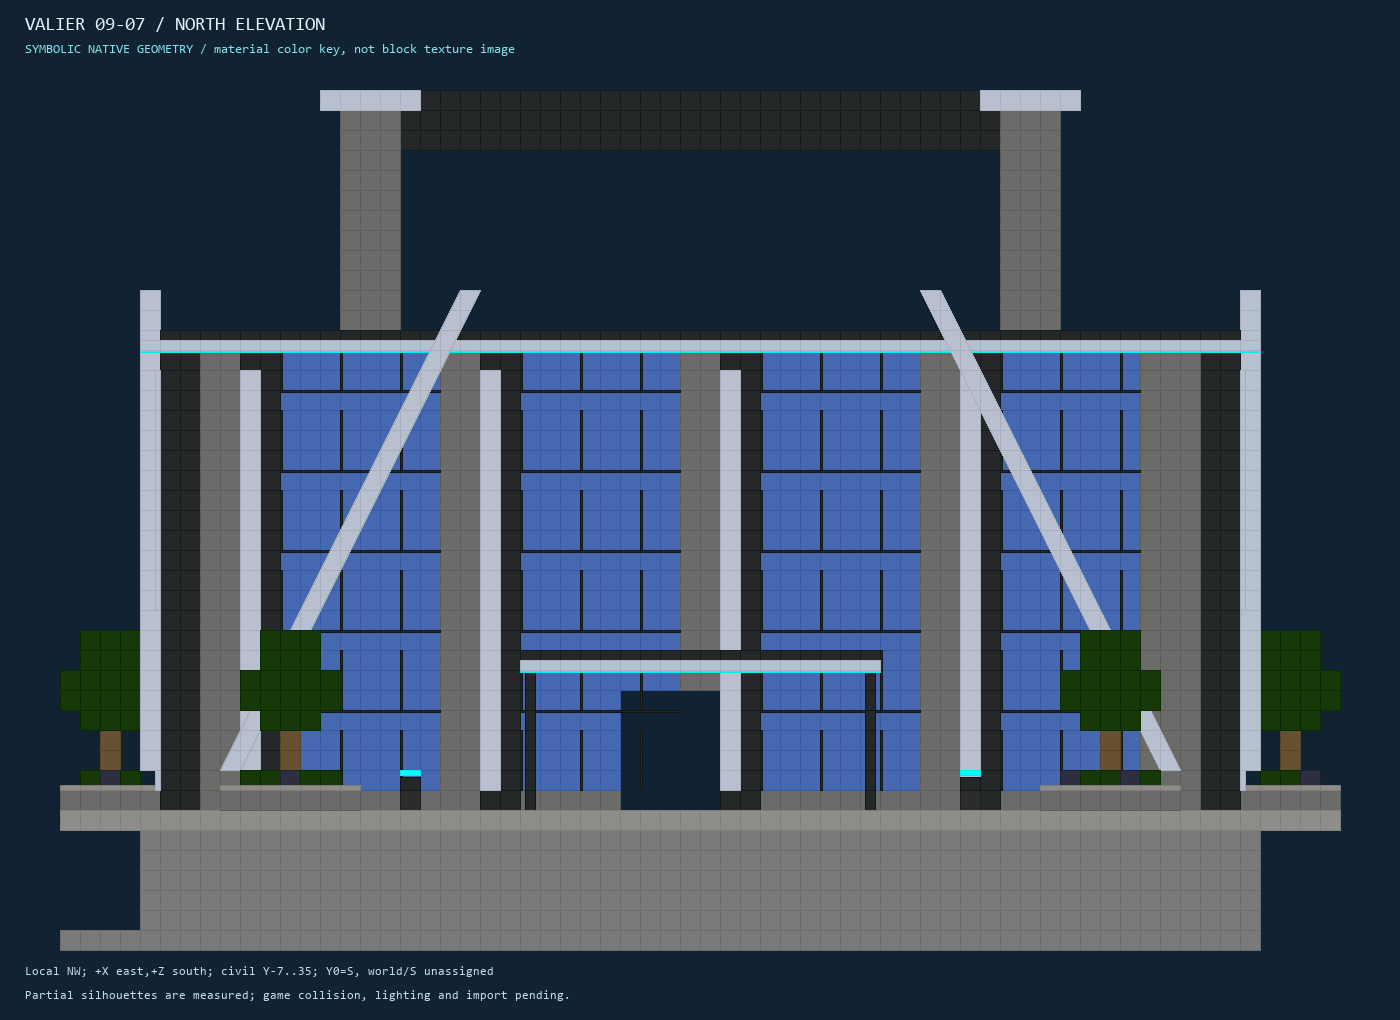 VALIER 09-07 / NORTH ELEVATION
SYMBOLIC NATIVE GEOMETRY / material color key, not block texture image
Local NW; +X east,+Z south; civil Y-7..35; Y0=S, world/S unassigned
Partial silhouettes are measured; game collision, lighting and import pending.